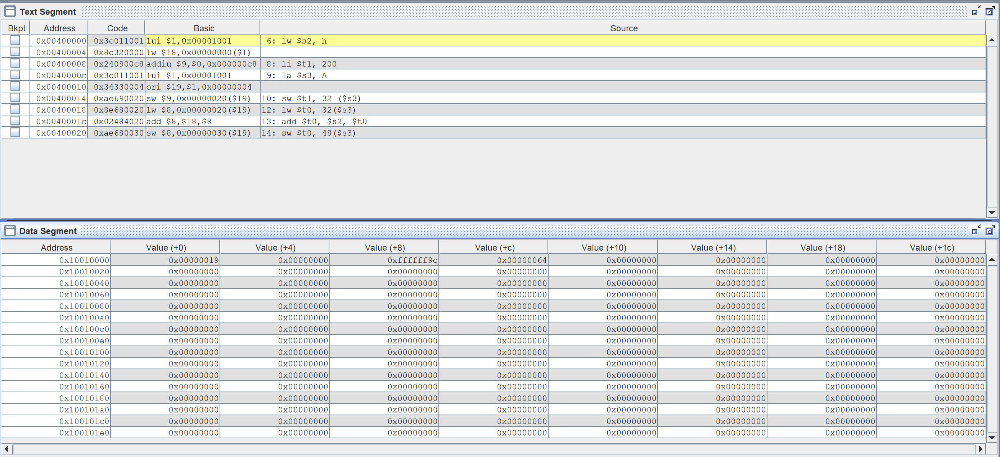 Text Segment
Bkpt Address Code Basic Source
0x00400000 0x3c011001 lui $1,0x00001001 6: lw $s2, h
0x00400004 0x8c320000 lw $18,0x00000000($1)
0x00400008 0x240900c8 addiu $9,$0,0x000000c8 8: li $t1, 200
0x0040000c 0x3c011001 lui $1,0x00001001 9: la $s3, A
0x00400010 0x34330004 ori $19,$1,0x00000004
0x00400014 0xae690020 sw $9,0x00000020($19) 10: sw $t1, 32 ($s3)
0x00400018 0x8e680020 lw $8,0x00000020($19) 12: lw $t0, 32($s3)
0x0040001c 0x02484020 add $8,$18,$8 13: add $t0, $s2, $t0
0x00400020 0xae680030 sw $8,0x00000030($19) 14: sw $t0, 48($s3)
Data Segment
Address Value (+0) Value (+4) Value (+8) Value (+c) Value (+10) Value (+14) Value (+18) Value (+1c)
0x10010000 0x00000019 0x00000000 0xffffff9c 0x00000064 0x00000000 0x00000000 0x00000000 0x00000000
0x10010020 0x00000000 0x00000000 0x00000000 0x00000000 0x00000000 0x00000000 0x00000000 0x00000000
0x10010040 0x00000000 0x00000000 0x00000000 0x00000000 0x00000000 0x00000000 0x00000000 0x00000000
0x10010060 0x00000000 0x00000000 0x00000000 0x00000000 0x00000000 0x00000000 0x00000000 0x00000000
0x10010080 0x00000000 0x00000000 0x00000000 0x00000000 0x00000000 0x00000000 0x00000000 0x00000000
0x100100a0 0x00000000 0x00000000 0x00000000 0x00000000 0x00000000 0x00000000 0x00000000 0x00000000
0x100100c0 0x00000000 0x00000000 0x00000000 0x00000000 0x00000000 0x00000000 0x00000000 0x00000000
0x100100e0 0x00000000 0x00000000 0x00000000 0x00000000 0x00000000 0x00000000 0x00000000 0x00000000
0x10010100 0x00000000 0x00000000 0x00000000 0x00000000 0x00000000 0x00000000 0x00000000 0x00000000
0x10010120 0x00000000 0x00000000 0x00000000 0x00000000 0x00000000 0x00000000 0x00000000 0x00000000
0x10010140 0x00000000 0x00000000 0x00000000 0x00000000 0x00000000 0x00000000 0x00000000 0x00000000
0x10010160 0x00000000 0x00000000 0x00000000 0x00000000 0x00000000 0x00000000 0x00000000 0x00000000
0x10010180 0x00000000 0x00000000 0x00000000 0x00000000 0x00000000 0x00000000 0x00000000 0x00000000
0x100101a0 0x00000000 0x00000000 0x00000000 0x00000000 0x00000000 0x00000000 0x00000000 0x00000000
0x100101c0 0x00000000 0x00000000 0x00000000 0x00000000 0x00000000 0x00000000 0x00000000 0x00000000
0x100101e0 0x00000000 0x00000000 0x00000000 0x00000000 0x00000000 0x00000000 0x00000000 0x00000000